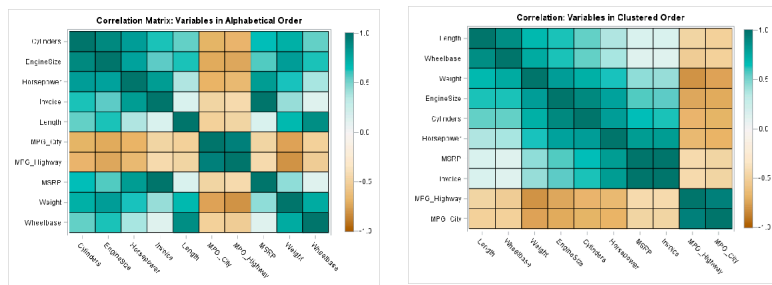 Correlation Matrix: Variables in Alphabetical Order
Cylinders
EngineSize
Horsepower
Invoice
Length
MPG_City
MPG_Highway
MSRP
Weight
Wheelbase
Cylinders
EngineSize
Horsepower
Invoice
Length
MPG_City
MPG_Highway
MSRP
Weight
Wheelbase
1.0
0.5
0.0
-0.5
-1.0
Correlation: Variables in Clustered Order
Length
Wheelbase
Weight
EngineSize
Cylinders
Horsepower
MSRP
Invoice
MPG_Highway
MPG_City
Length
Wheelbase
Weight
EngineSize
Cylinders
Horsepower
MSRP
Invoice
MPG_Highway
MPG_City
1.0
0.5
0.0
-0.5
-1.0